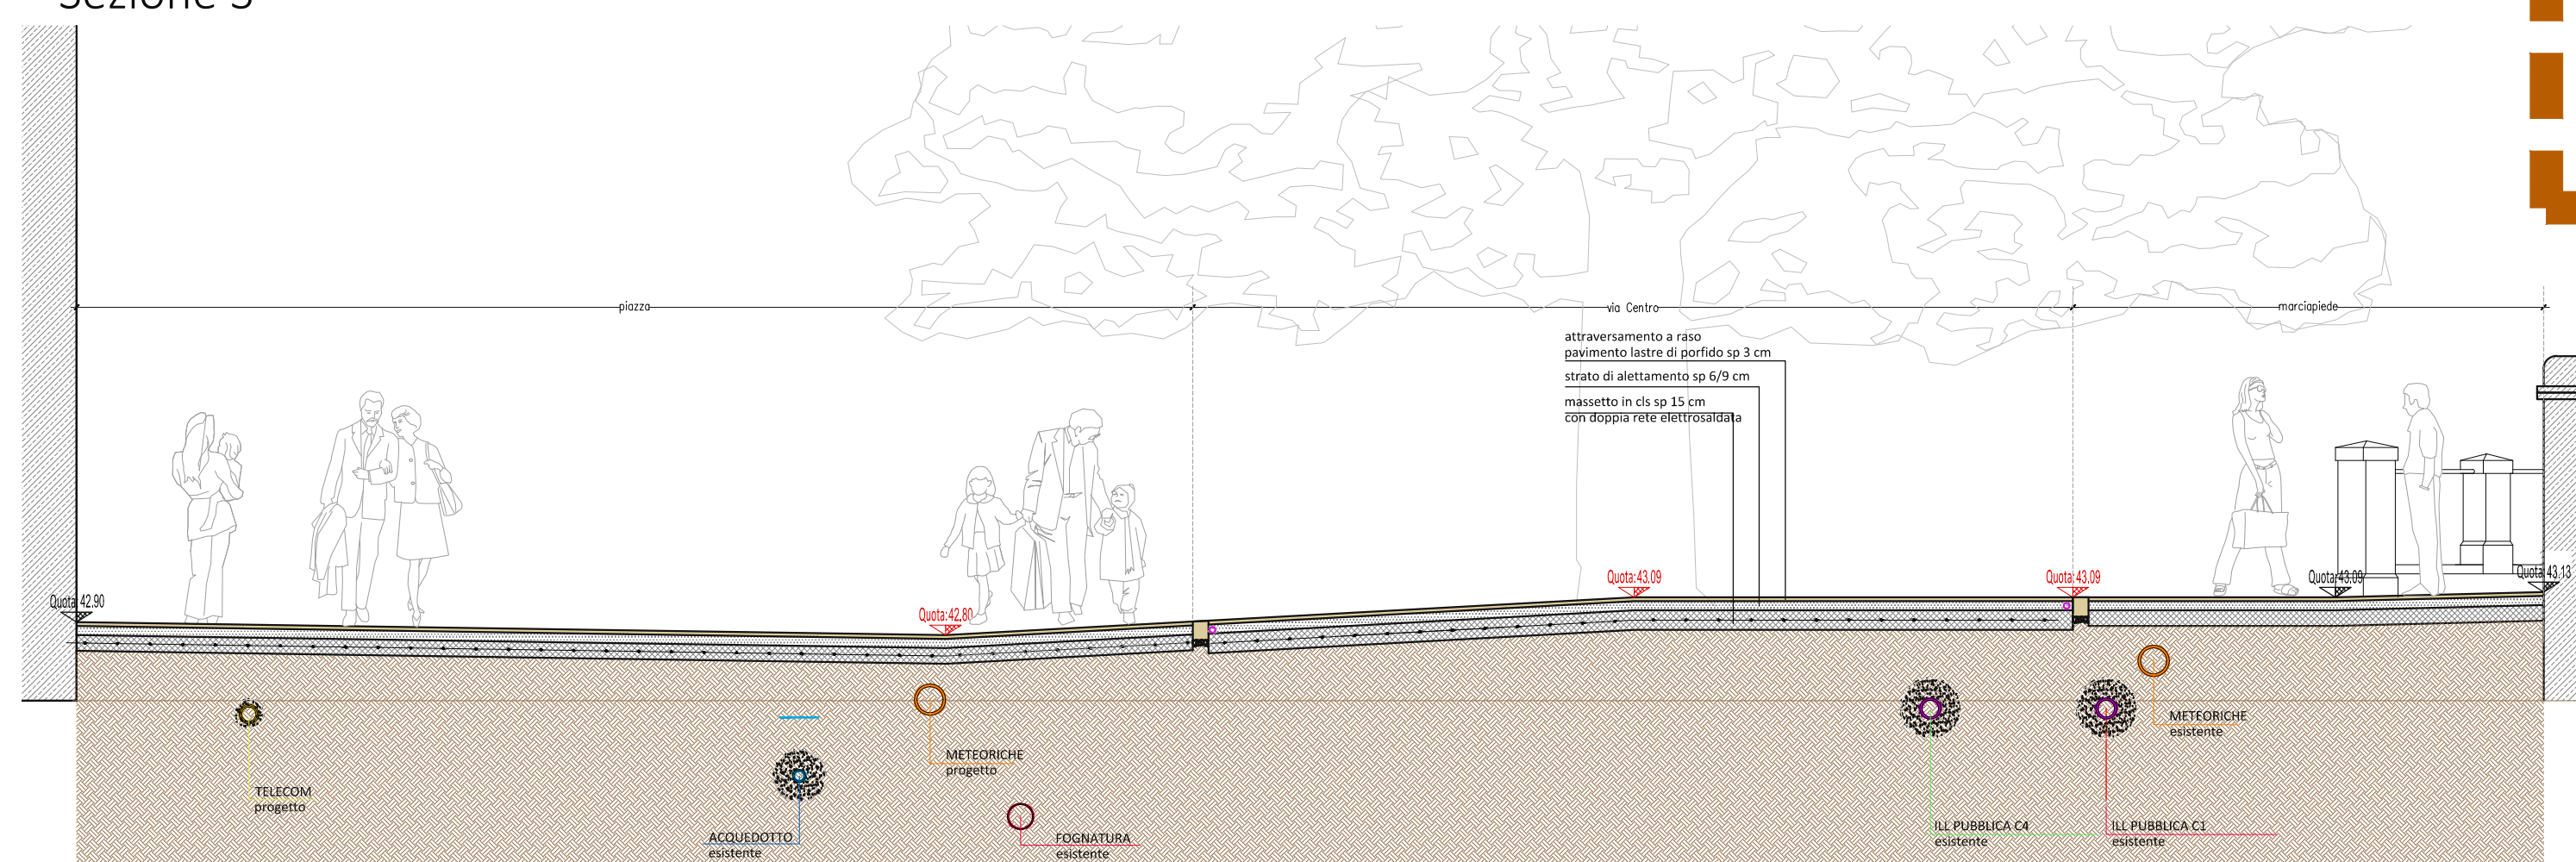 Sezione
piazza
via Centro
marciapiede
attraversamento a raso
pavimento lastre di porfido sp 3 cm
strato di alettamento sp 6/9 cm
massetto in cls sp 15 cm
con doppia rete elettrosaldata
Quota:42.90
Quota:42.80
Quota:43.09
Quota:43.09
Quota:43.09
Quota:43.13
TELECOM
progetto
ACQUEDOTTO
esistente
METEORICHE
progetto
FOGNATURA
esistente
ILL PUBBLICA C4
esistente
ILL PUBBLICA C1
esistente
METEORICHE
esistente